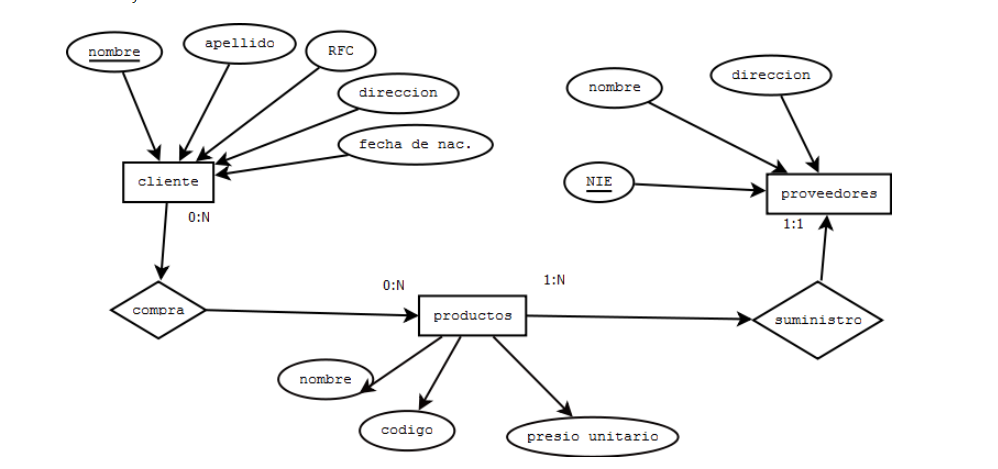 nombre
apellido
RFC
direccion
fecha de nac.
cliente
0:N
compra
0:N
productos
1:N
nombre
codigo
presio unitario
nombre
direccion
NIE
proveedores
1:1
suministro